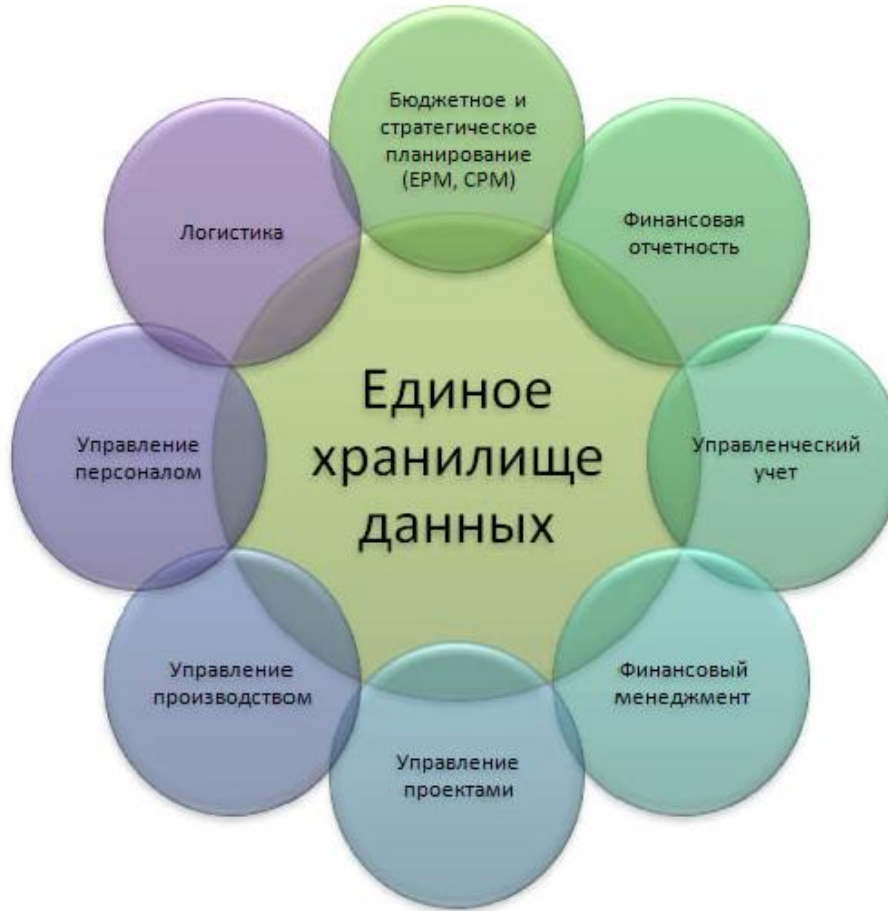 Бюджетное и
стратегическое
планирование
(EPM, CPM)
Финансовая
отчетность
Управленческий
учет
Финансовый
менеджмент
Управление
проектами
Управление
производством
Управление
персоналом
Логистика
Единое
хранилище
данных